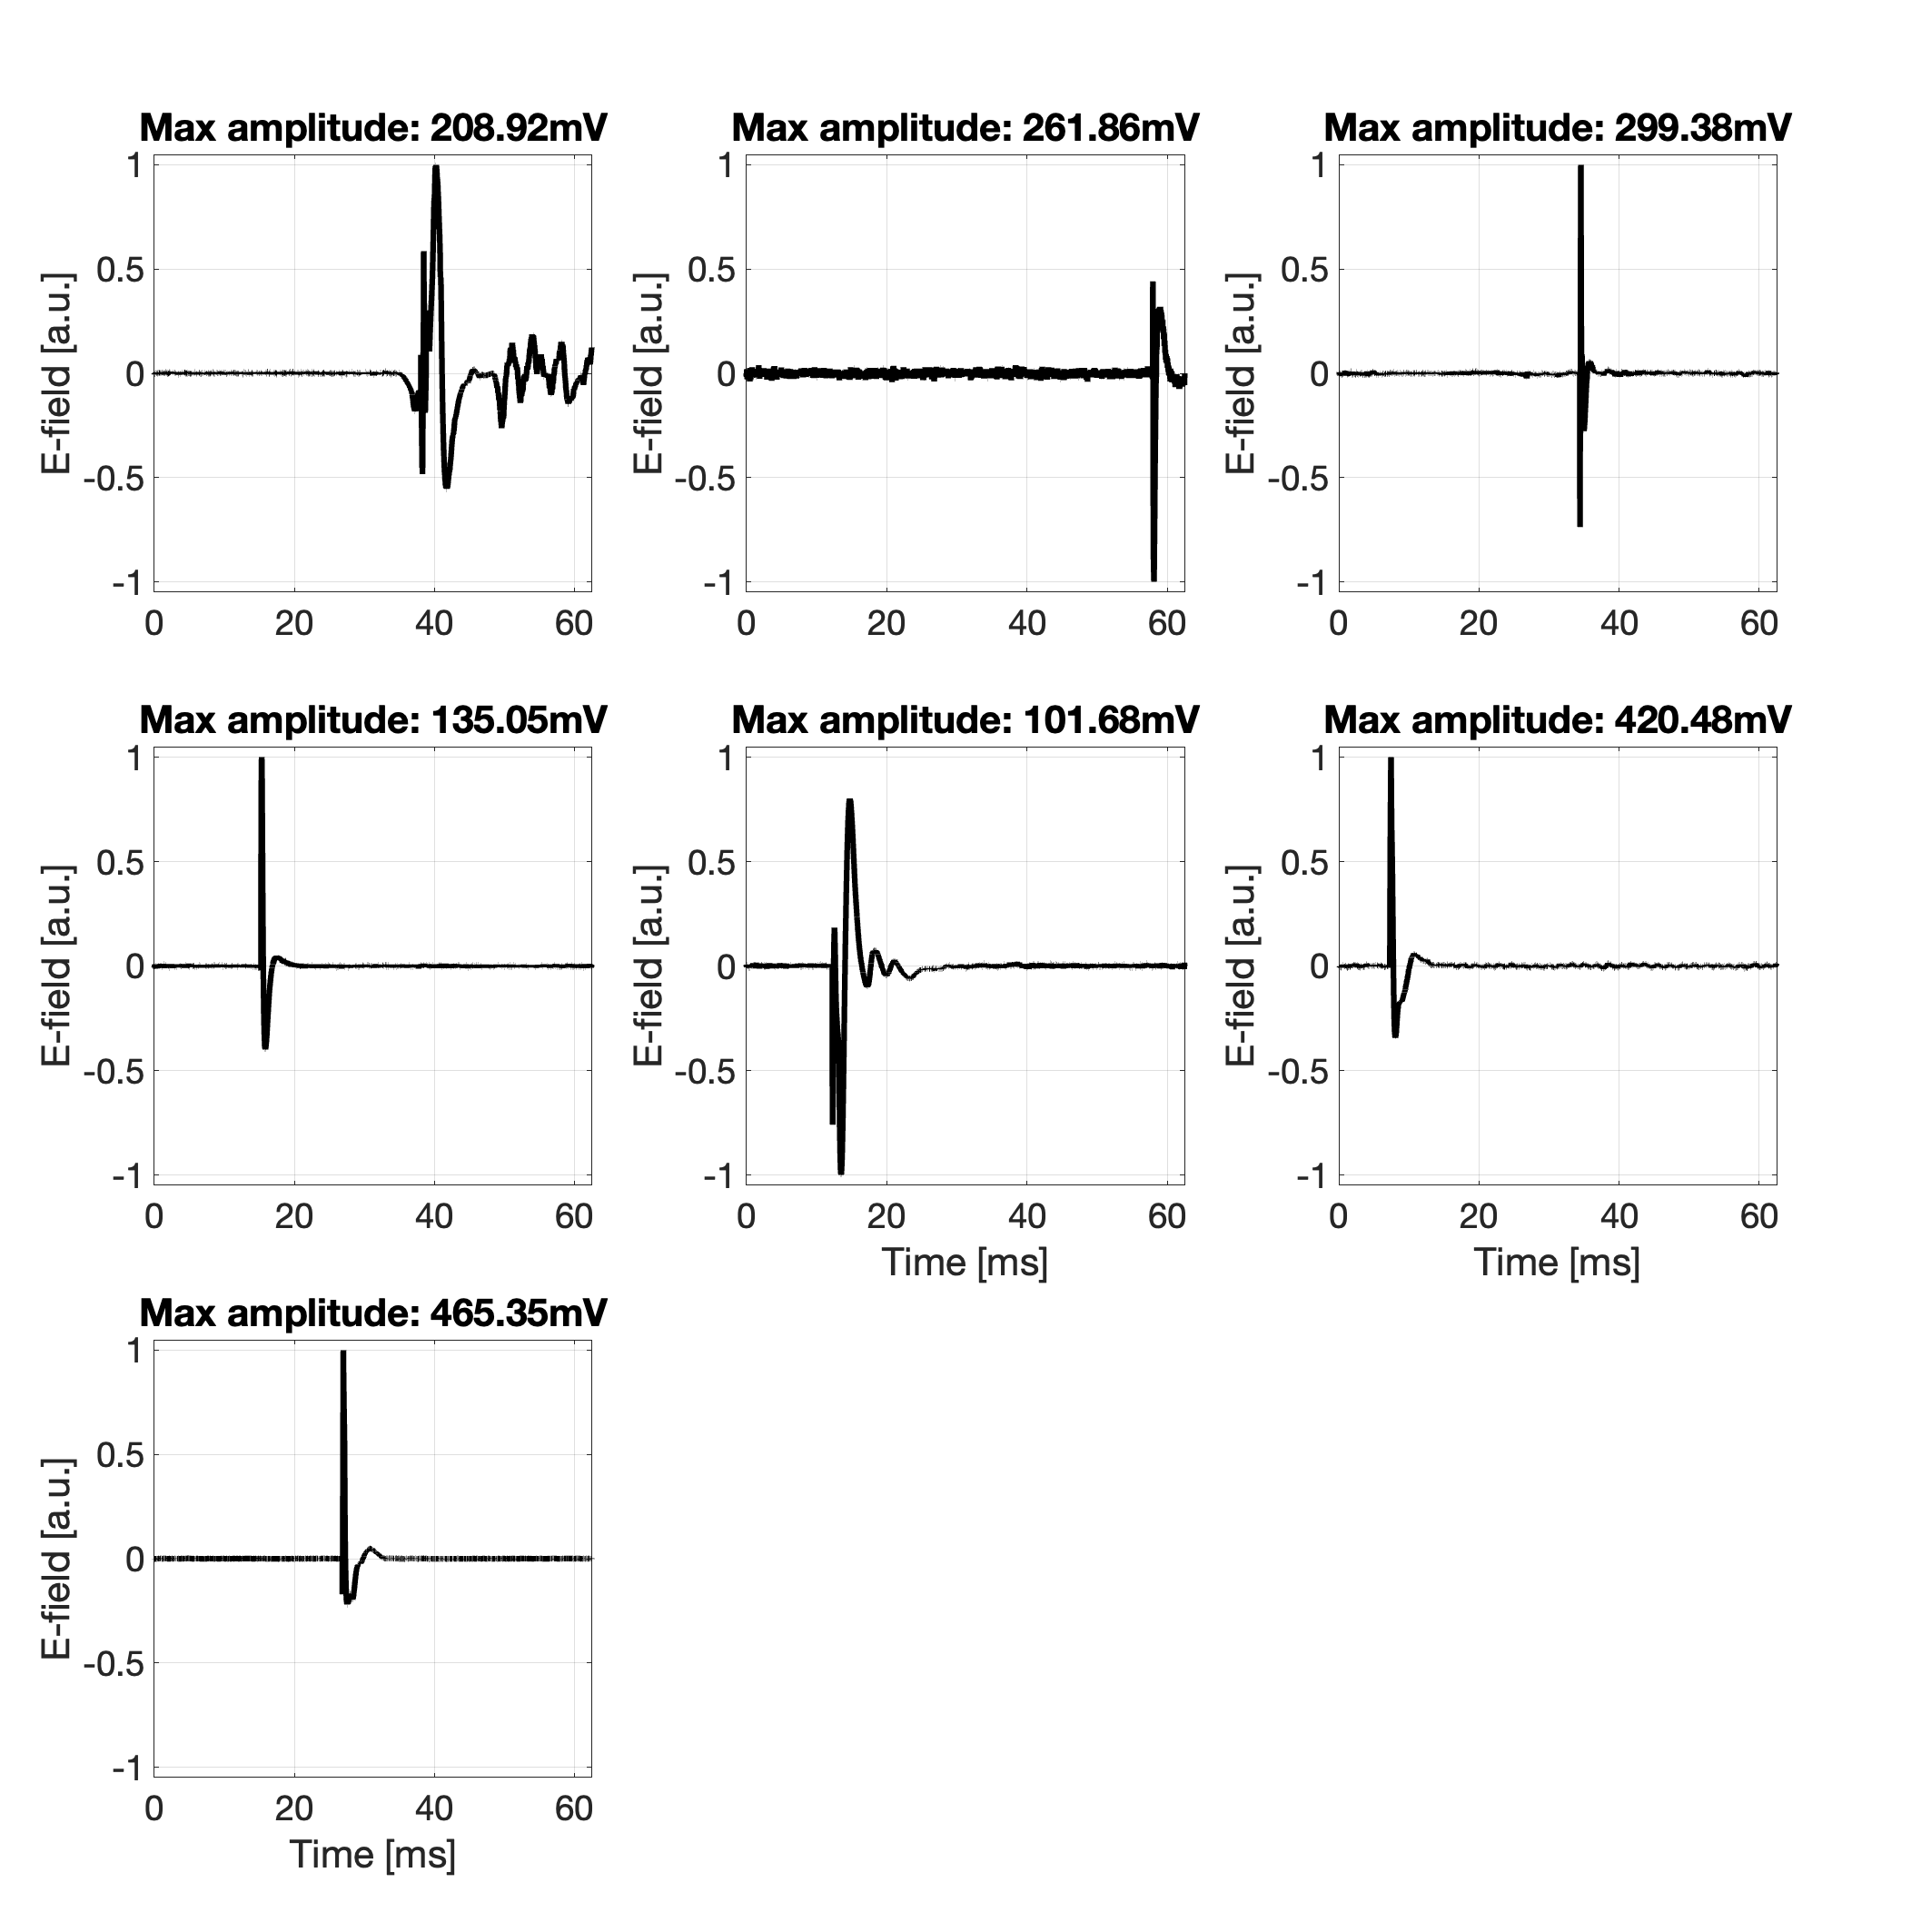 Max amplitude: 208.92mV
1
0.5
0
-0.5
-1
E-field [a.u.]
0 20 40 60
Max amplitude: 261.86mV
1
0.5
0
-0.5
-1
E-field [a.u.]
0 20 40 60
Max amplitude: 299.38mV
1
0.5
0
-0.5
-1
E-field [a.u.]
0 20 40 60
Max amplitude: 135.05mV
1
0.5
0
-0.5
-1
E-field [a.u.]
0 20 40 60
Max amplitude: 101.68mV
1
0.5
0
-0.5
-1
E-field [a.u.]
0 20 40 60
Time [ms]
Max amplitude: 420.48mV
1
0.5
0
-0.5
-1
E-field [a.u.]
0 20 40 60
Time [ms]
Max amplitude: 465.35mV
1
0.5
0
-0.5
-1
E-field [a.u.]
0 20 40 60
Time [ms]